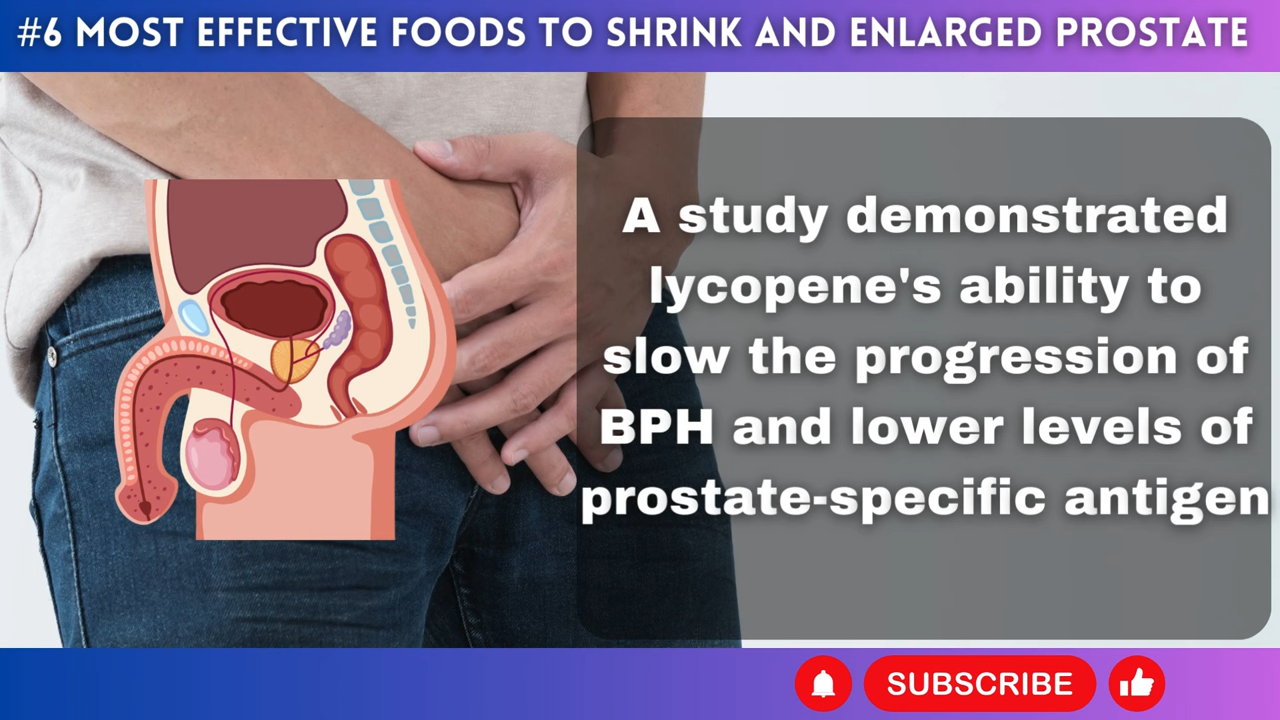 #6 MOST EFFECTIVE FOODS TO SHRINK AND ENLARGED PROSTATE
A study demonstrated
lycopene's ability to
slow the progression of
BPH and lower levels of
prostate-specific antigen
SUBSCRIBE